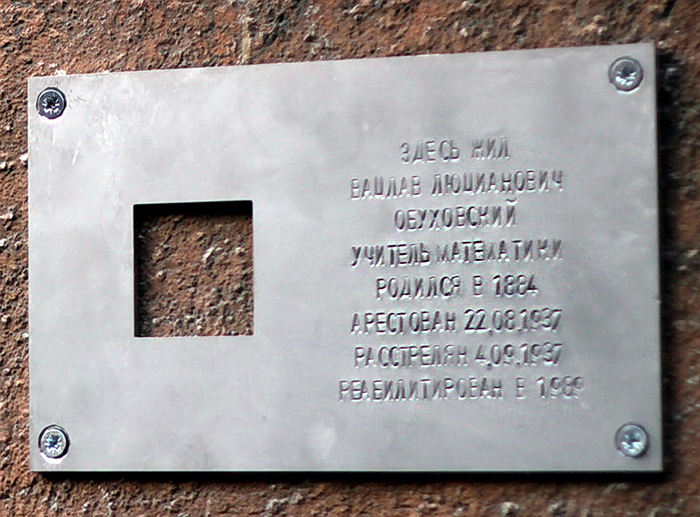 ЗДЕСЬ ЖИЛ
ВАЦЛАВ ЛЮЦИАНОВИЧ
ОБУХОВСКИЙ
УЧИТЕЛЬ МАТЕМАТИКИ
РОДИЛСЯ В 1884
АРЕСТОВАН 22.08.1937
РАССТРЕЛЯН 4.09.1937
РЕАБИЛИТИРОВАН В 1989